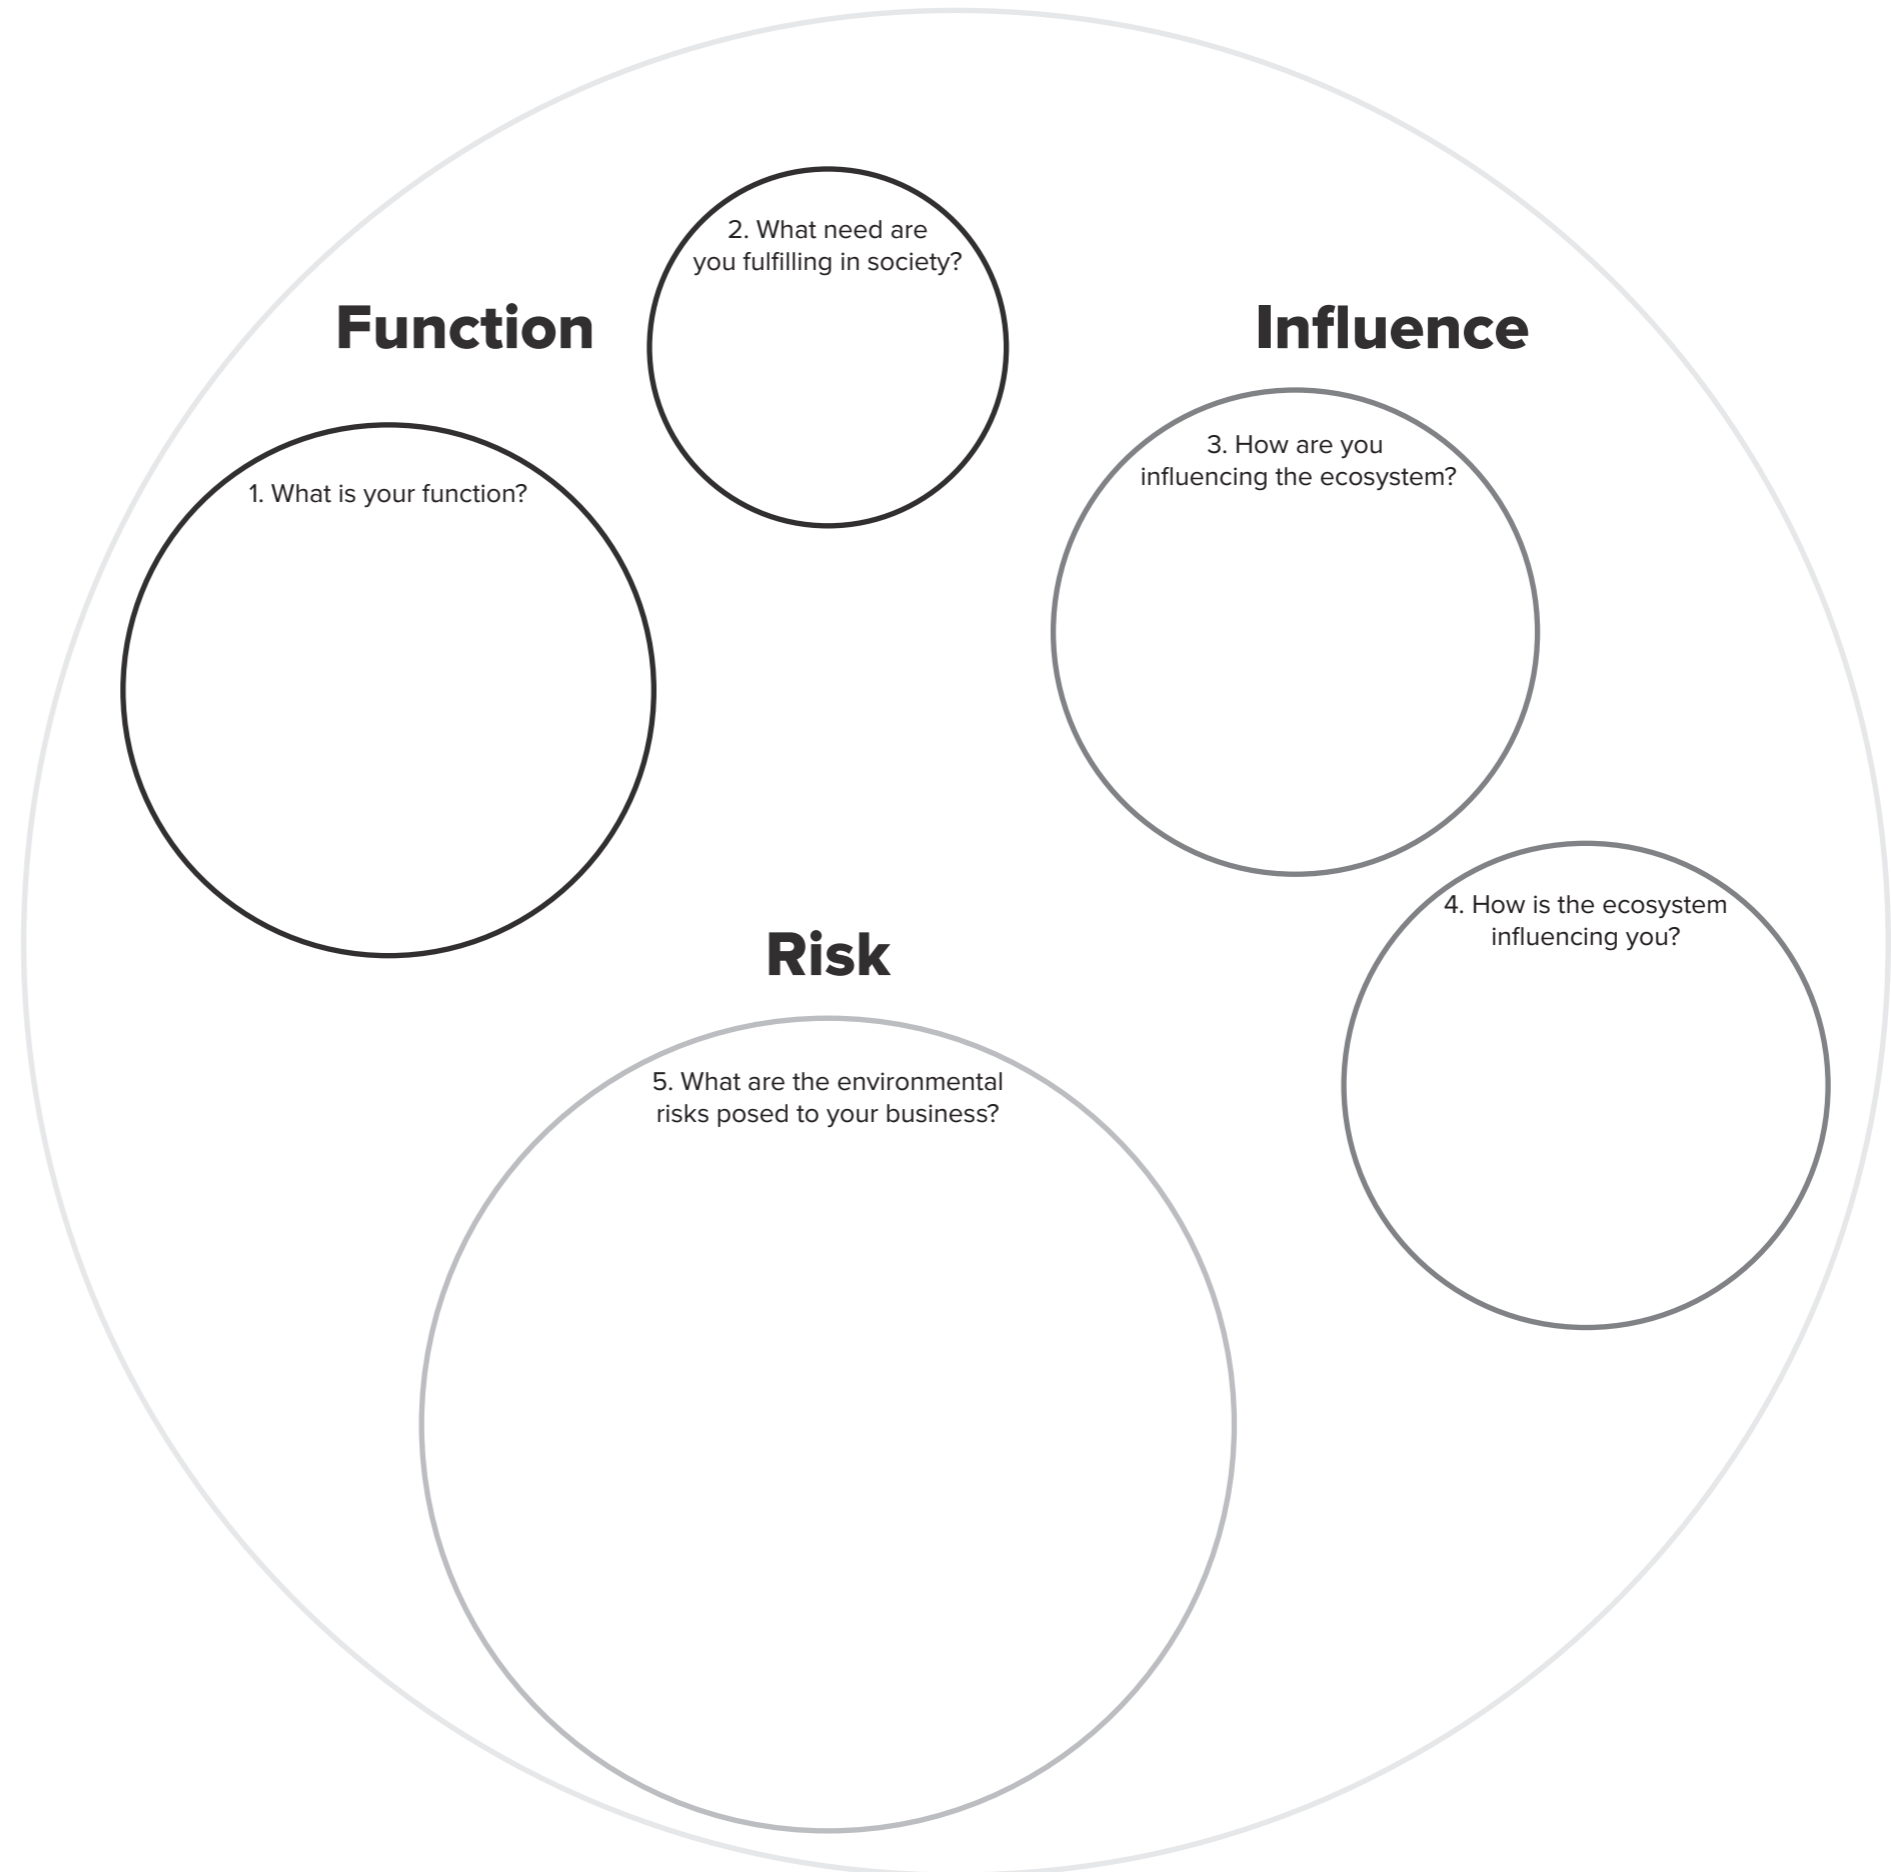 Function
1. What is your function?
2. What need are
you fulfilling in society?
Influence
3. How are you
influencing the ecosystem?
4. How is the ecosystem
influencing you?
Risk
5. What are the environmental
risks posed to your business?